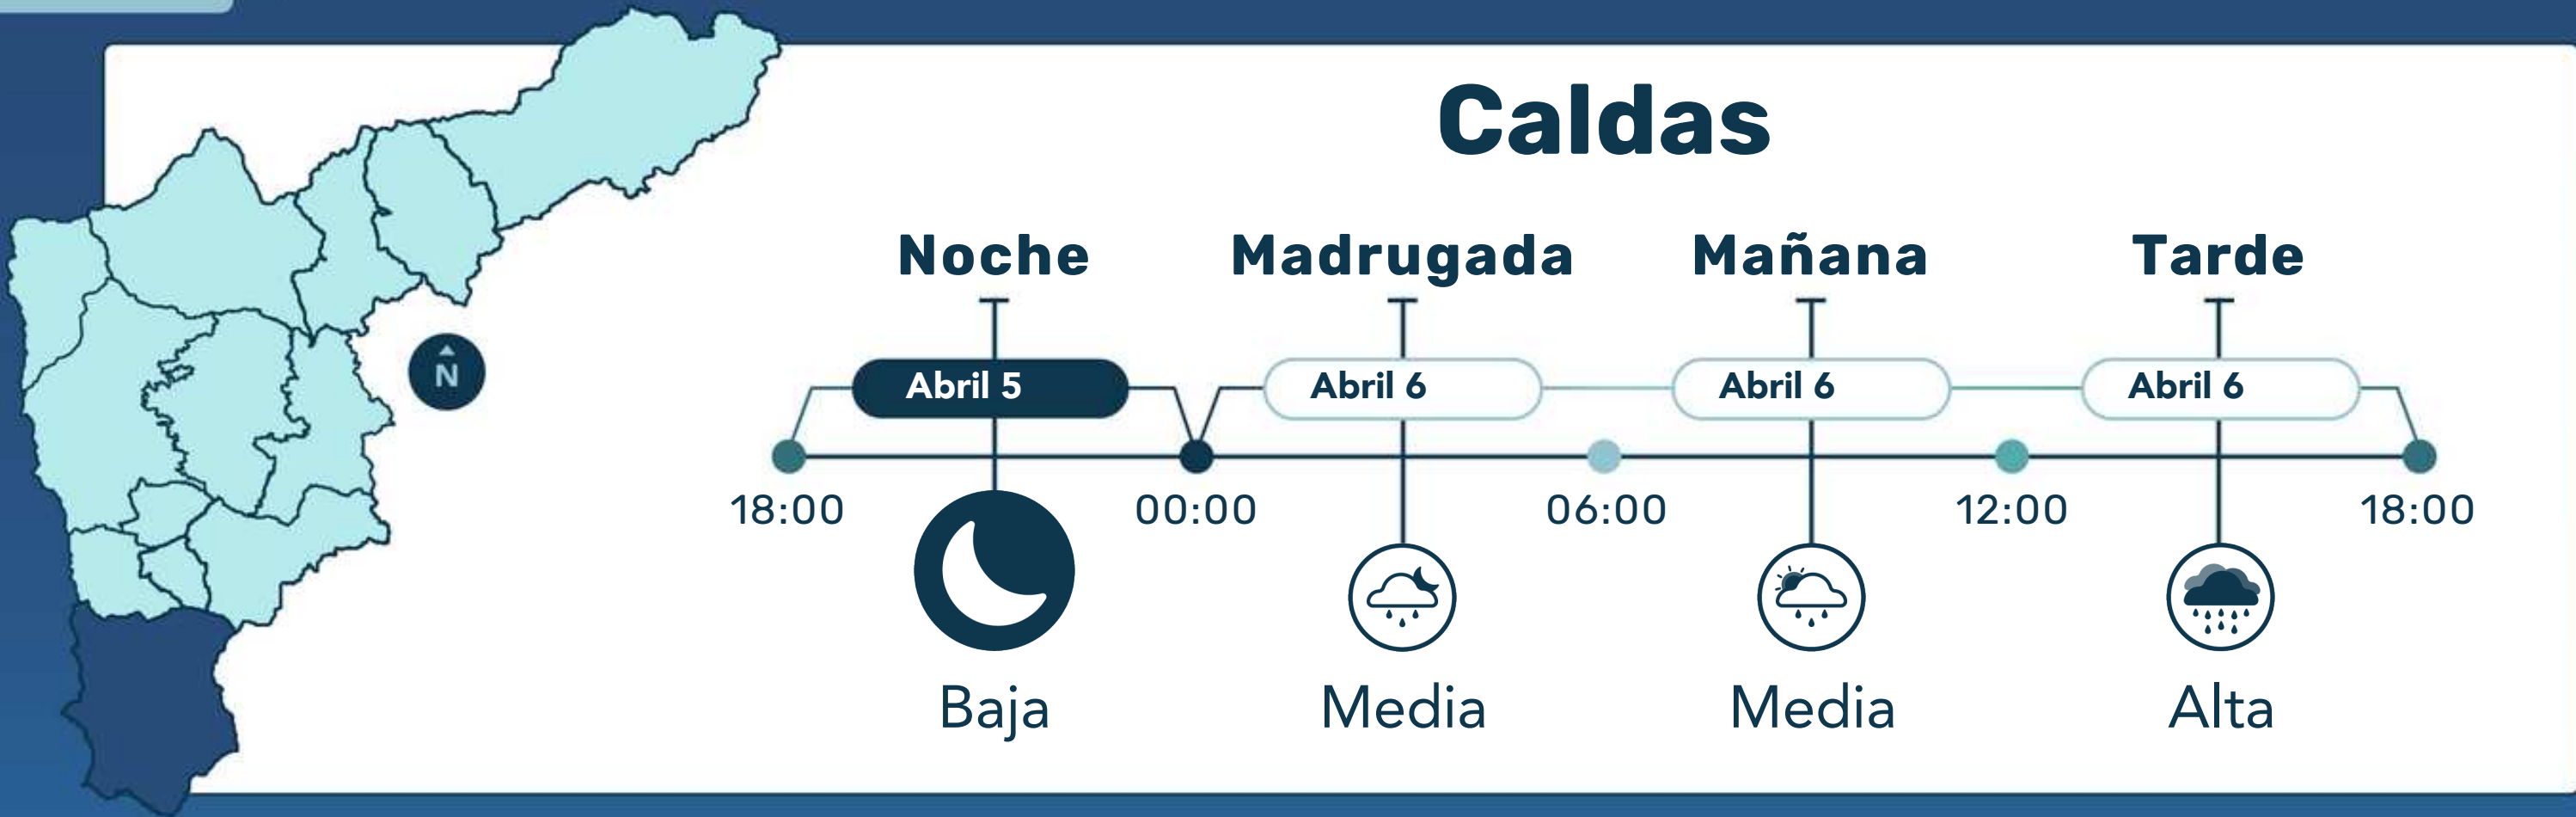 Caldas
Noche Madrugada Mañana Tarde
Abril 5 Abril 6 Abril 6 Abril 6
N
18:00 00:00 06:00 12:00 18:00
Baja Media Media Alta